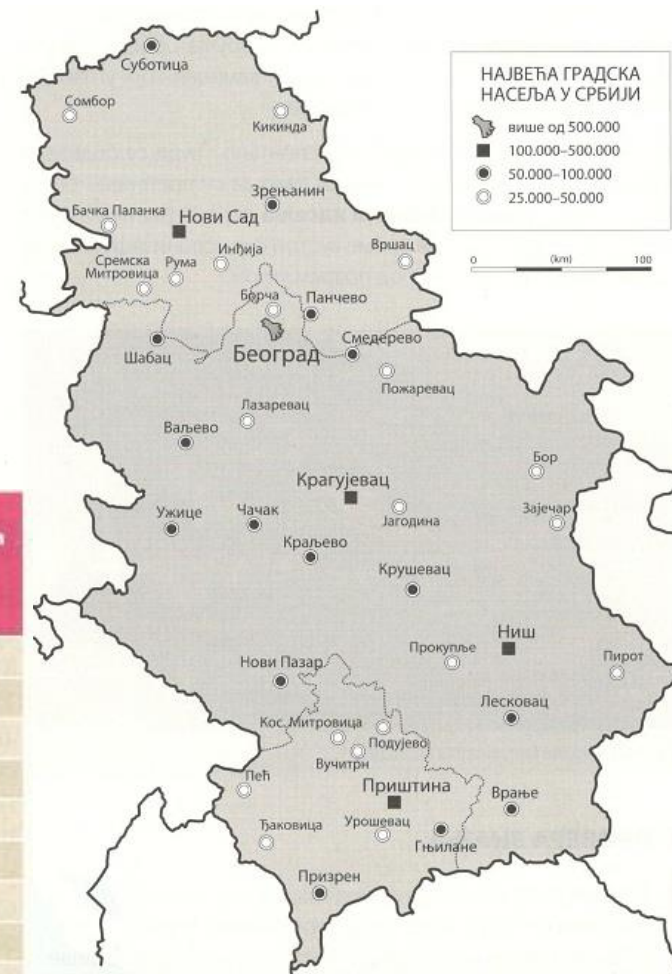 Суботица
Сомбор
Кикинда
НАЈВЕЋА ГРАДСКА
НАСЕЉА У СРБИЈИ
више од 500.000
100.000–500.000
50.000–100.000
25.000–50.000
0 (km) 100
Зрењанин
Бачка Паланка
Нови Сад
Вршац
Сремска
Митровица
Рума
Инђија
Борча
Панчево
Шабац
Београд
Смедерево
Пожаревац
Лазаревац
Ваљево
Бор
Крагујевац
Ужице
Чачак
Јагодина
Зајечар
Краљево
Крушевац
Ниш
Прокупље
Пирот
Нови Пазар
Лесковац
Кос. Митровица
Подујево
Вучитрн
Пећ
Приштина
Врање
Ђаковица
Урошевац
Гњилане
Призрен